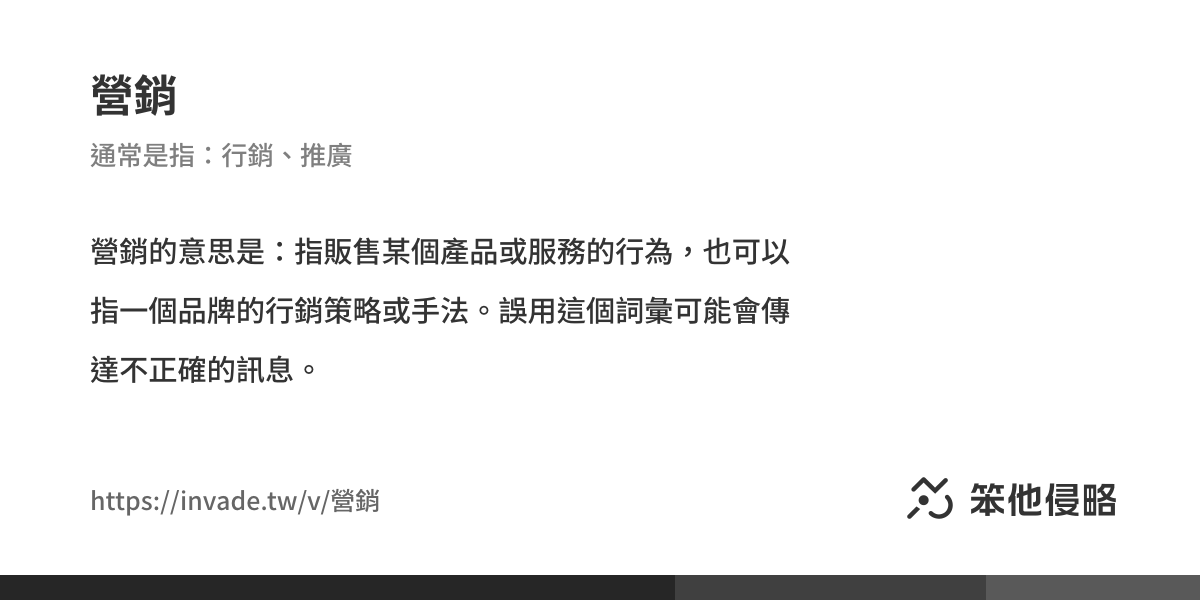 營銷
通常是指：行銷、推廣
營銷的意思是：指販售某個產品或服務的行為，也可以
指一個品牌的行銷策略或手法。誤用這個詞彙可能會傳
達不正確的訊息。
https://invade.tw/v/營銷
笨他侵略